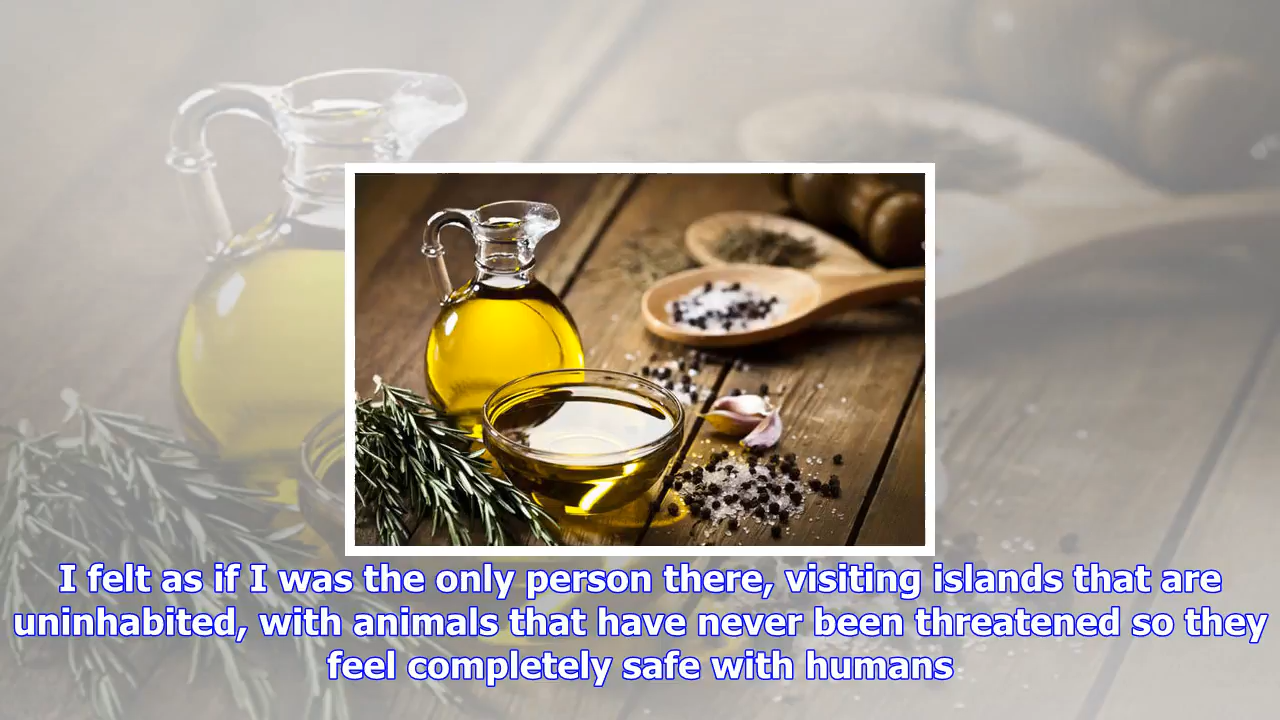 I felt as if I was the only person there, visiting islands that are
uninhabited, with animals that have never been threatened so they
feel completely safe with humans